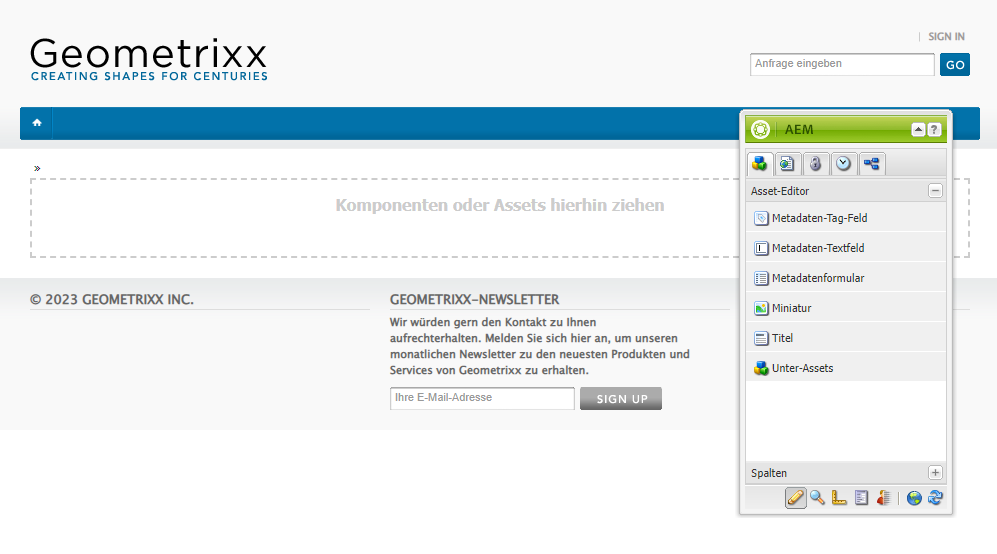 SIGN IN
Geometrixx
CREATING SHAPES FOR CENTURIES
Anfrage eingeben
GO
AEM
?
»
Komponenten oder Assets hierhin ziehen
Asset-Editor
Metadaten-Tag-Feld
Metadaten-Textfeld
Metadatenformular
Miniatur
Titel
Unter-Assets
Spalten
© 2023 GEOMETRIXX INC.
GEOMETRIXX-NEWSLETTER
Wir würden gern den Kontakt zu Ihnen
aufrechterhalten. Melden Sie sich hier an, um unseren
monatlichen Newsletter zu den neuesten Produkten und
Services von Geometrixx zu erhalten.
Ihre E-Mail-Adresse
SIGN UP